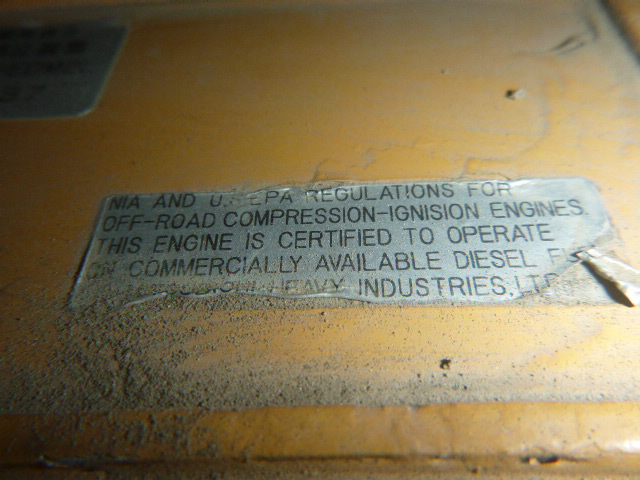 37
NIA AND U.S. EPA REGULATIONS FOR
OFF-ROAD COMPRESSION-IGNISION ENGINES.
THIS ENGINE IS CERTIFIED TO OPERATE
ON COMMERCIALLY AVAILABLE DIESEL
HEAVY INDUSTRIES, LTD